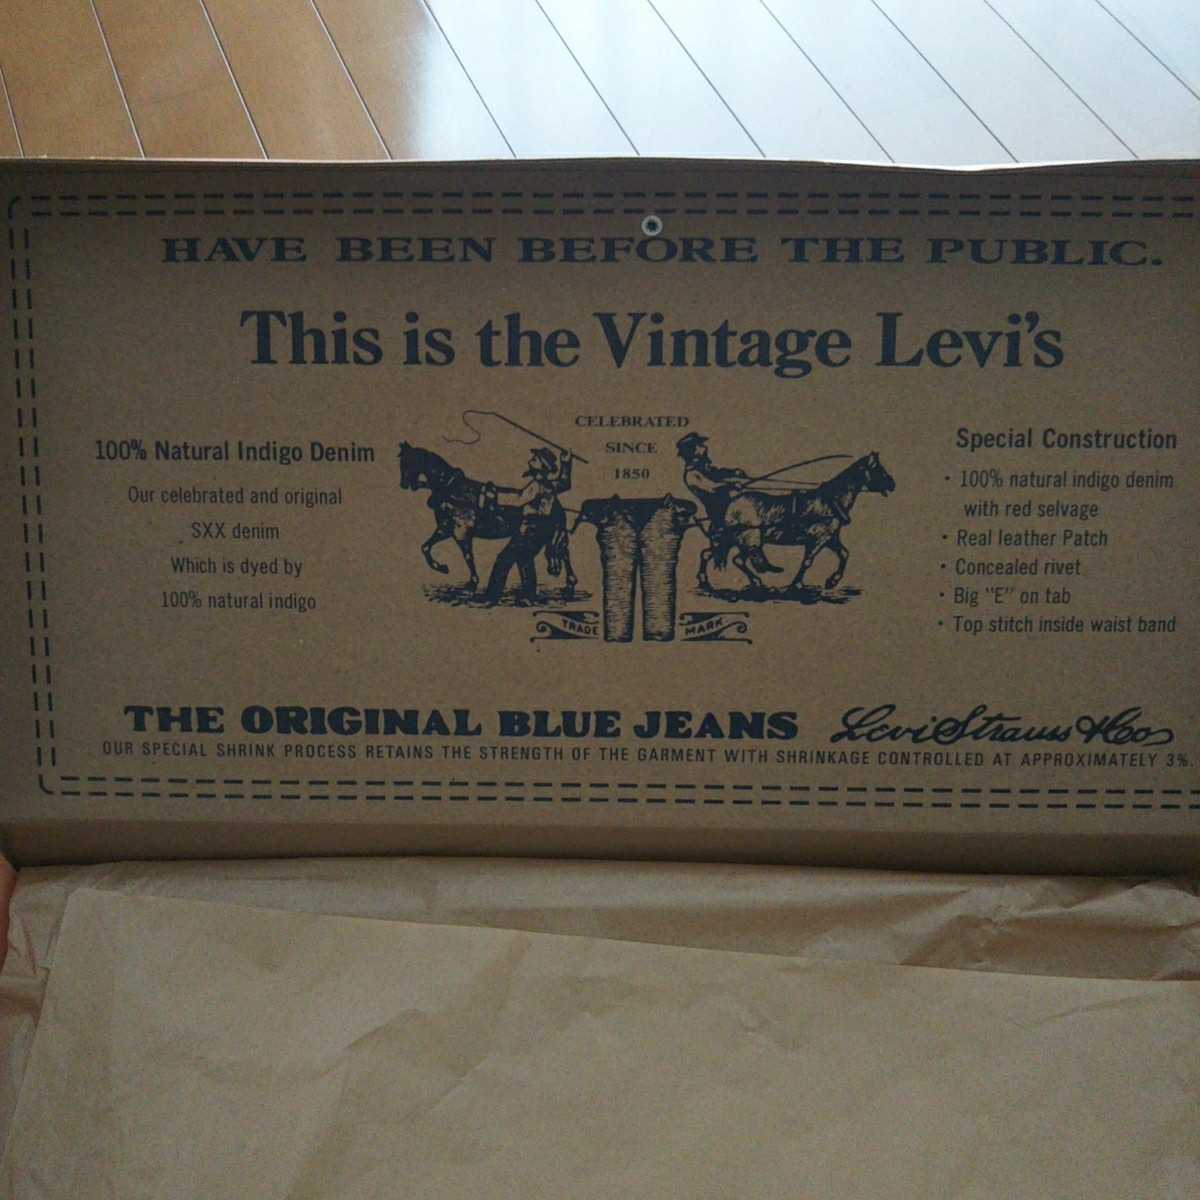 HAVE BEEN BEFORE THE PUBLIC.
This is the Vintage Levi's
CELEBRATED
SINCE
1850
100% Natural Indigo Denim
Our celebrated and original
SXX denim
Which is dyed by
100% natural indigo
Special Construction
• 100% natural indigo denim
with red selvage
• Real leather Patch
• Concealed rivet
• Big "E" on tab
• Top stitch inside waist band
TRADE MARK
THE ORIGINAL BLUE JEANS Levi Strauss & Co
OUR SPECIAL SHRINK PROCESS RETAINS THE STRENGTH OF THE GARMENT WITH SHRINKAGE CONTROLLED AT APPROXIMATELY 3%.